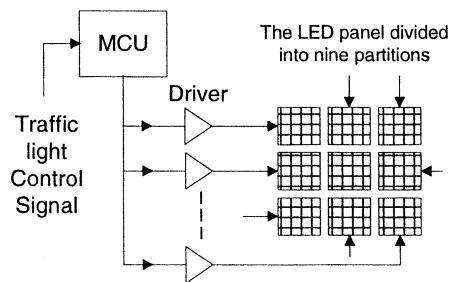 MCU
The LED panel divided
into nine partitions
Driver
Traffic
light
Control
Signal